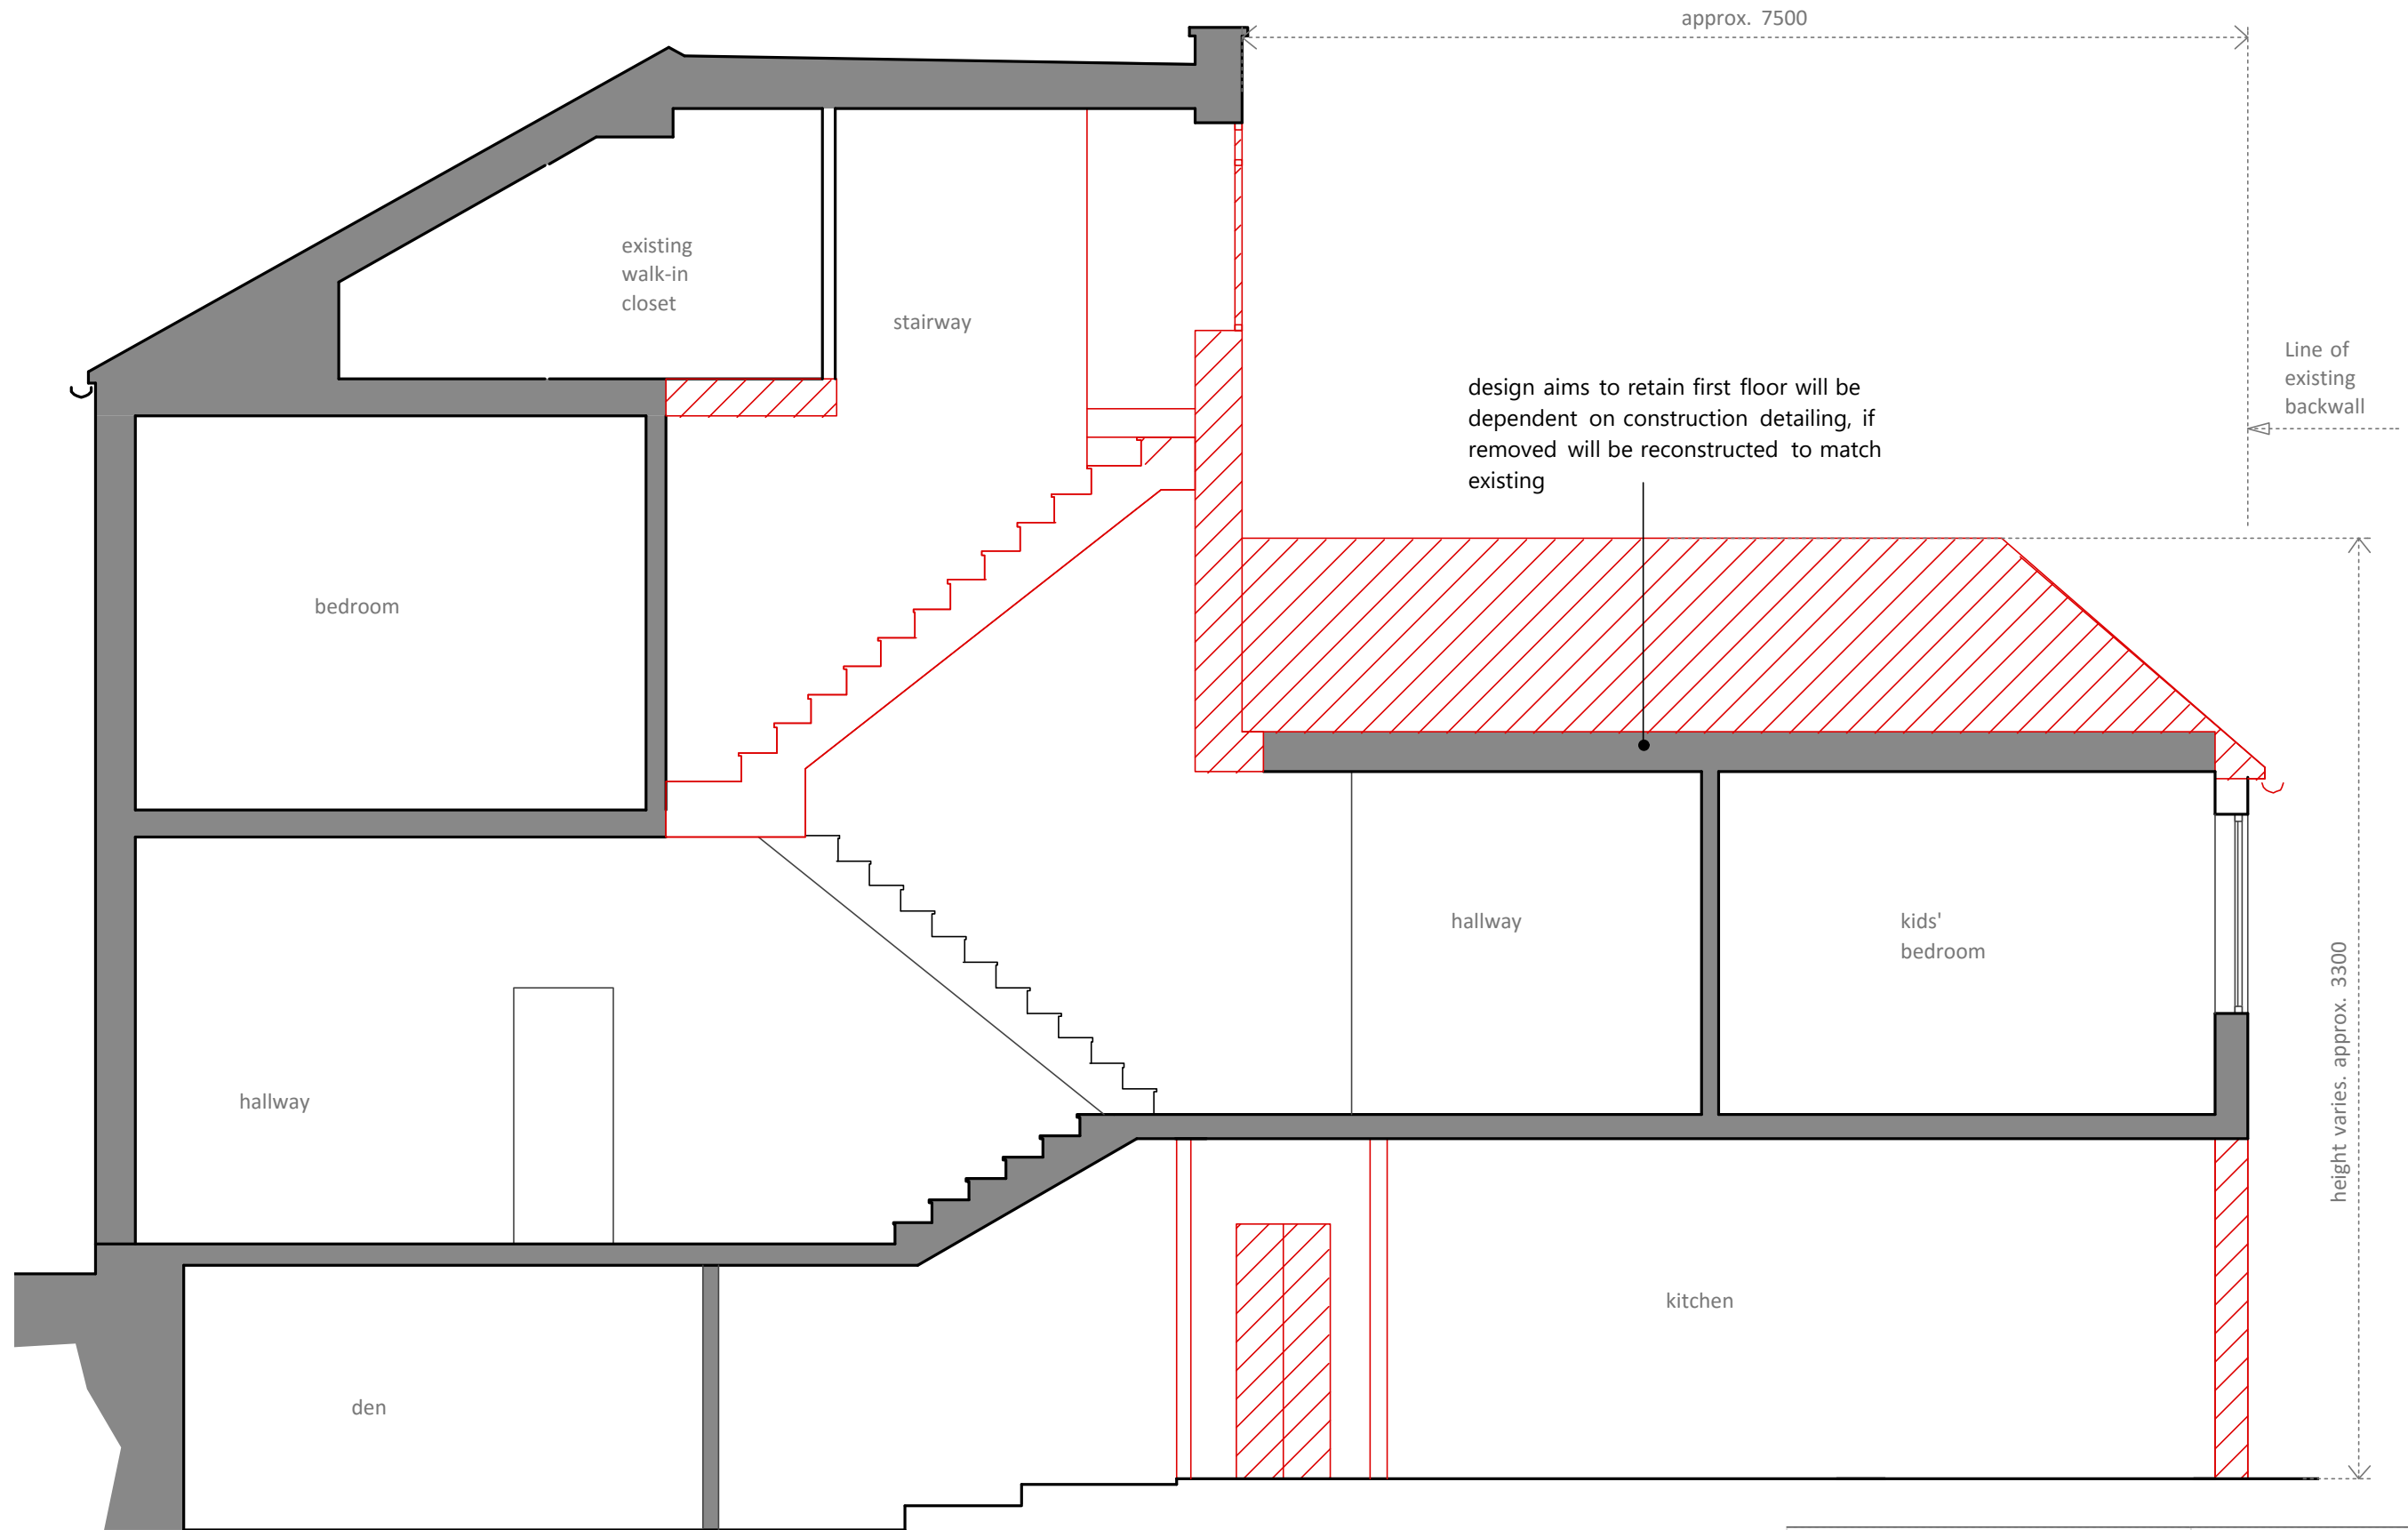 approx. 7500
existing
walk-in
closet
stairway
Line of
existing
backwall
design aims to retain first floor will be
dependent on construction detailing, if
removed will be reconstructed to match
existing
bedroom
hallway
kids'
bedroom
height varies. approx. 3300
hallway
kitchen
den